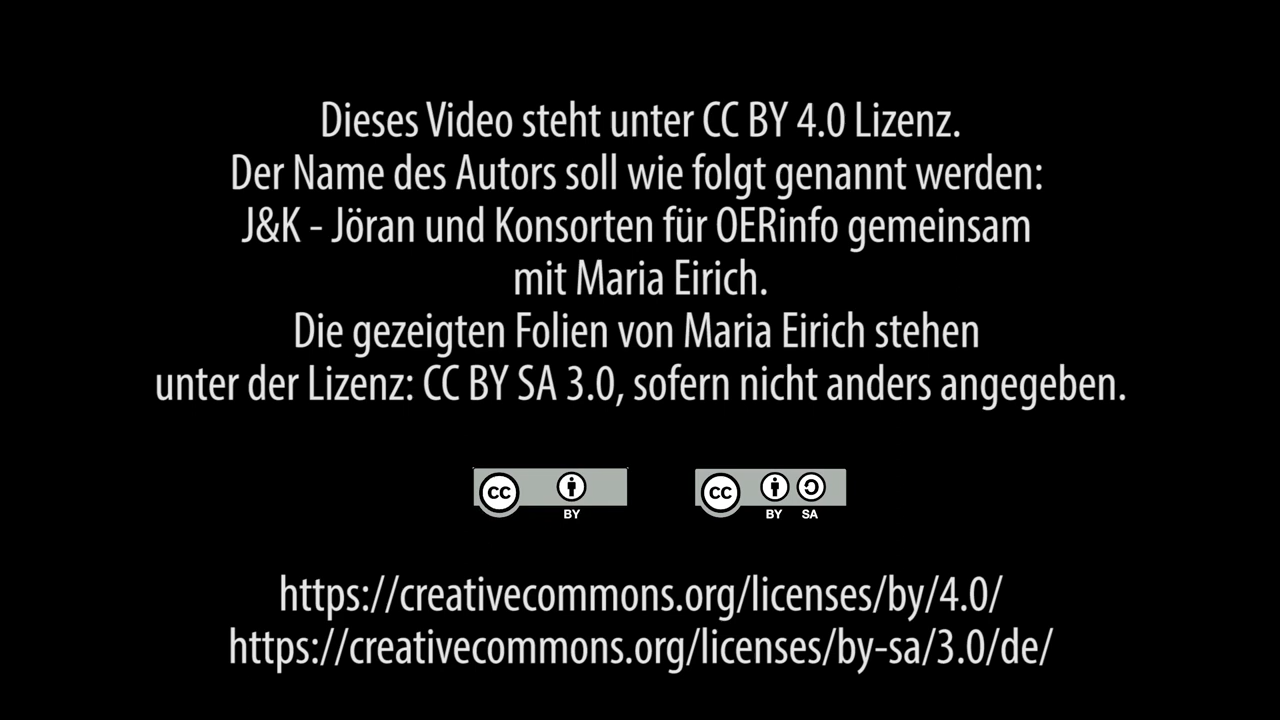 Dieses Video steht unter CC BY 4.0 Lizenz.
Der Name des Autors soll wie folgt genannt werden:
J&K - Jöran und Konsorten für OERinfo gemeinsam
mit Maria Eirich.
Die gezeigten Folien von Maria Eirich stehen
unter der Lizenz: CC BY SA 3.0, sofern nicht anders angegeben.
CC BY CC BY SA
https://creativecommons.org/licenses/by/4.0/
https://creativecommons.org/licenses/by-sa/3.0/de/